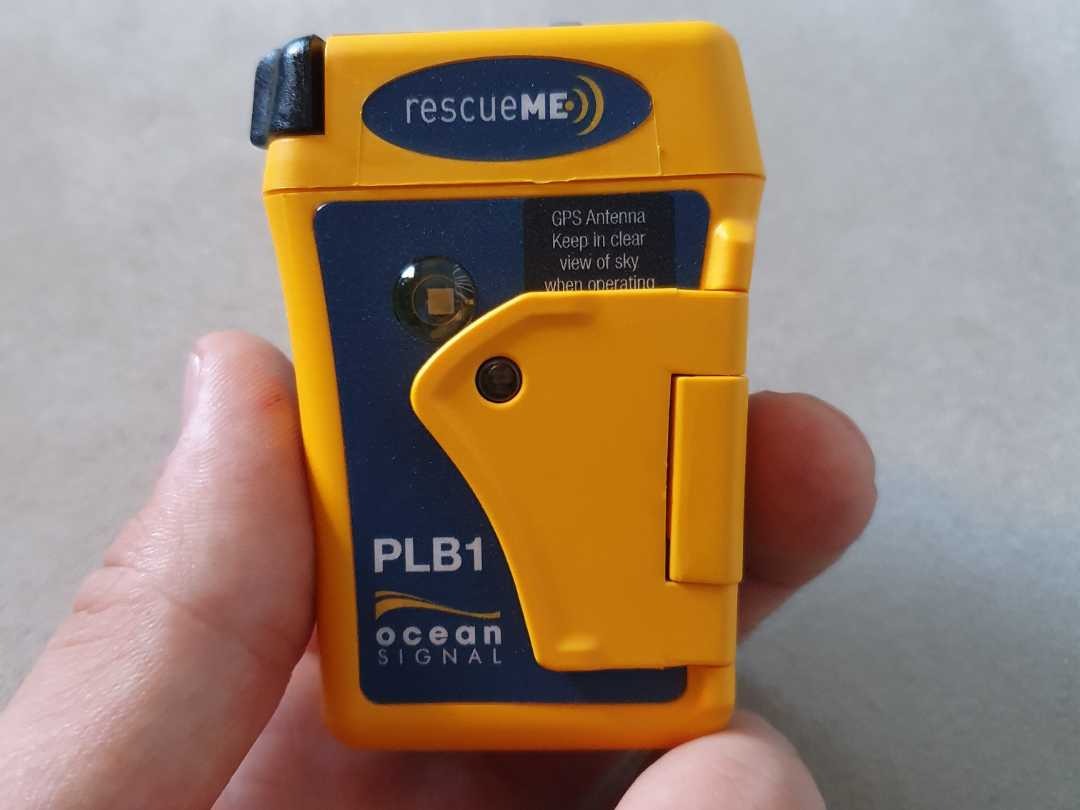 rescueME
GPS Antenna
Keep in clear
view of sky
when operating
PLB1
ocean
SIGNAL